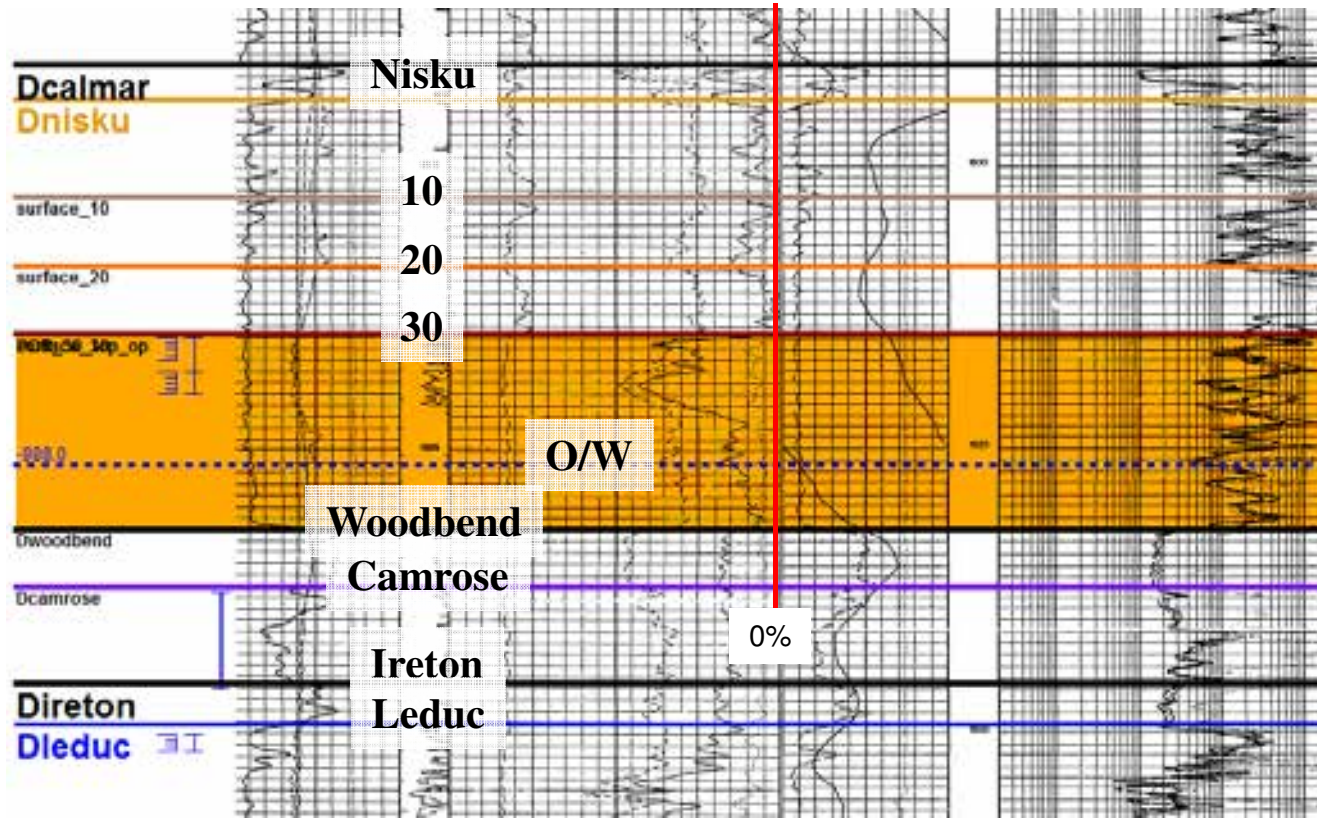 Nisku
Dcalmar
Dnisku
10
surface_10
20
surface_20
30
O/W
Woodbend
Dwoodbend
Camrose
Dcamrose
0%
Ireton
Direton
Leduc
Dleduc